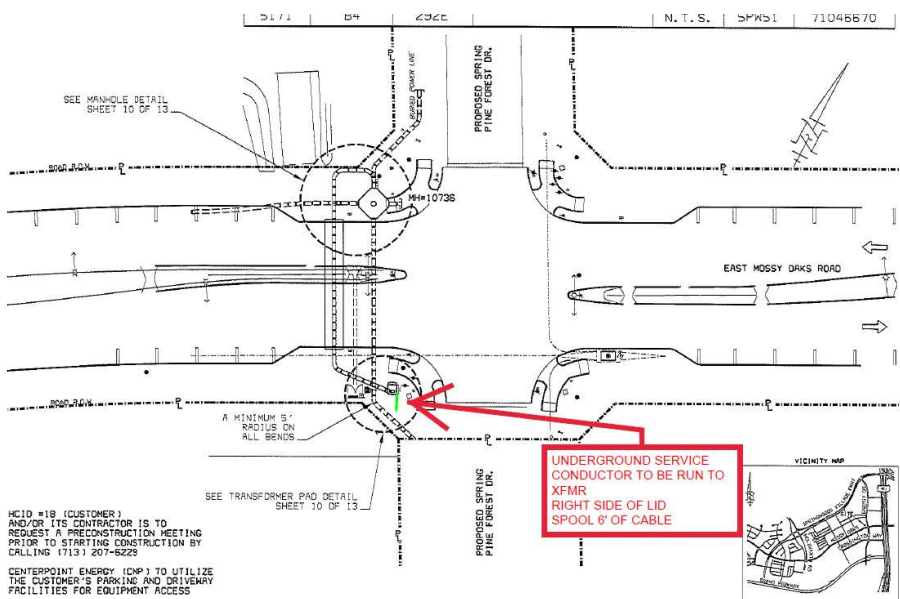 5171 B4 292E N.T.S. SPW51 71046670
SEE MANHOLE DETAIL
SHEET 10 OF 13
BURIED POWER LINE
PROPOSED SPRING
PINE FOREST DR.
ROAD R.O.W.
MH=10736
EAST MOSSY OAKS ROAD
ROAD R.O.W.
A MINIMUM 5'
RADIUS ON
ALL BENDS
SEE TRANSFORMER PAD DETAIL
SHEET 10 OF 13
PROPOSED SPRING
PINE FOREST DR.
UNDERGROUND SERVICE
CONDUCTOR TO BE RUN TO
XFMR
RIGHT SIDE OF LID
SPOOL 6' OF CABLE
VICINITY MAP
HCID #18 (CUSTOMER)
AND/OR ITS CONTRACTOR IS TO
REQUEST A PRECONSTRUCTION MEETING
PRIOR TO STARTING CONSTRUCTION BY
CALLING (713) 207-6229
CENTERPOINT ENERGY (CNP) TO UTILIZE
THE CUSTOMER'S PARKING AND DRIVEWAY
FACILITIES FOR EQUIPMENT ACCESS